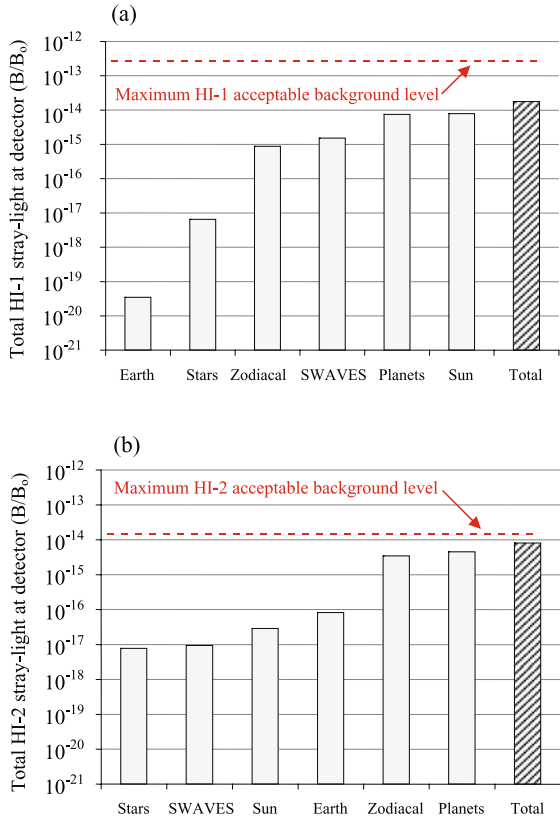 (a)
Total HI-1 stray-light at detector (B/B₀)
10⁻¹²
10⁻¹³
10⁻¹⁴
10⁻¹⁵
10⁻¹⁶
10⁻¹⁷
10⁻¹⁸
10⁻¹⁹
10⁻²⁰
10⁻²¹
Maximum HI-1 acceptable background level
Earth Stars Zodiacal SWAVES Planets Sun Total
(b)
Total HI-2 stray-light at detector (B/B₀)
10⁻¹²
10⁻¹³
10⁻¹⁴
10⁻¹⁵
10⁻¹⁶
10⁻¹⁷
10⁻¹⁸
10⁻¹⁹
10⁻²⁰
10⁻²¹
Maximum HI-2 acceptable background level
Stars SWAVES Sun Earth Zodiacal Planets Total